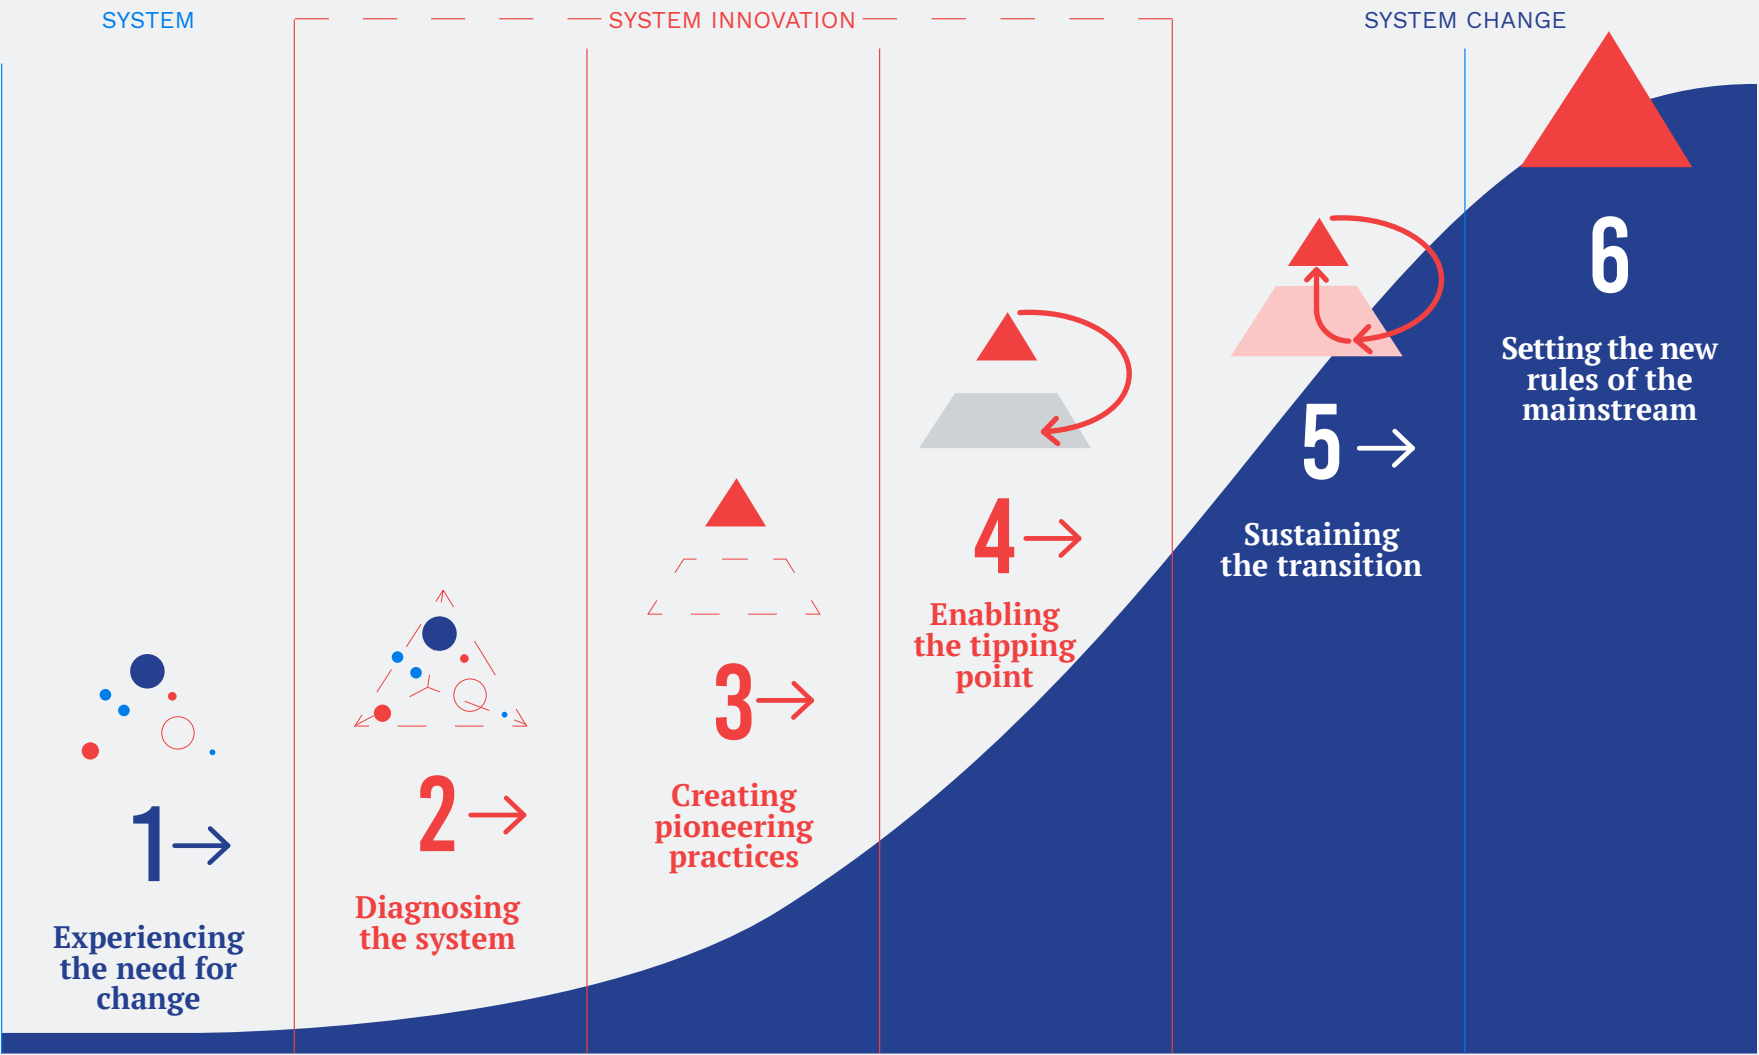 SYSTEM
SYSTEM INNOVATION
SYSTEM CHANGE
1
Experiencing
the need for
change
2
Diagnosing
the system
3
Creating
pioneering
practices
4
Enabling
the tipping
point
5
Sustaining
the transition
6
Setting the new
rules of the
mainstream